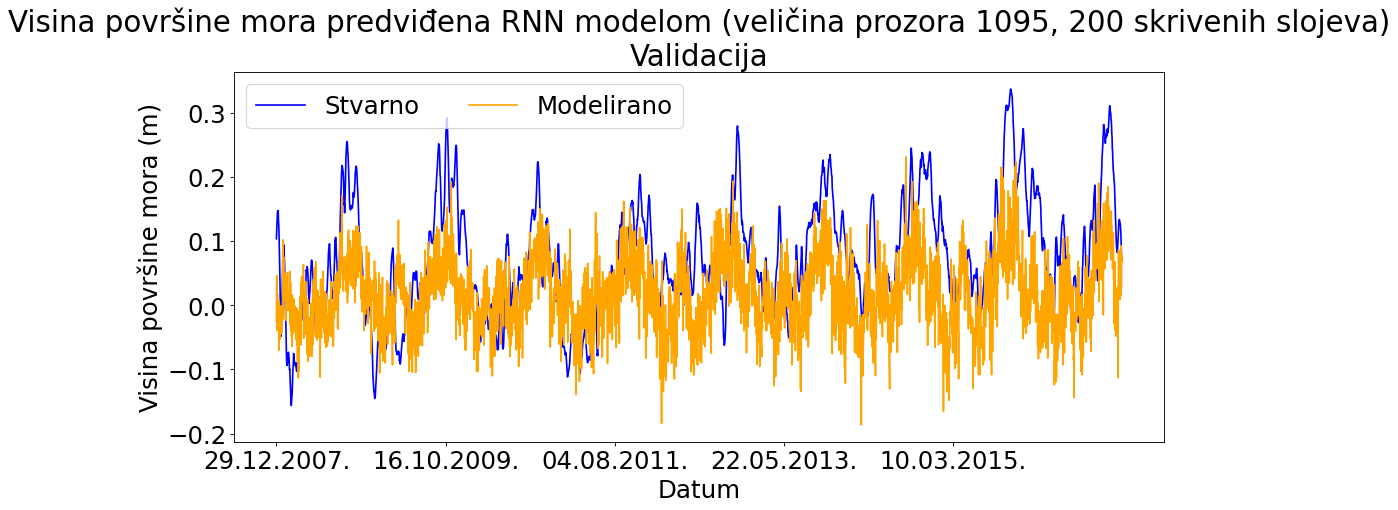 Visina površine mora predviđena RNN modelom (veličina prozora 1095, 200 skrivenih slojeva)
Validacija
Stvarno Modelirano
Visina površine mora (m)
0.3
0.2
0.1
0.0
−0.1
−0.2
29.12.2007. 16.10.2009. 04.08.2011. 22.05.2013. 10.03.2015.
Datum